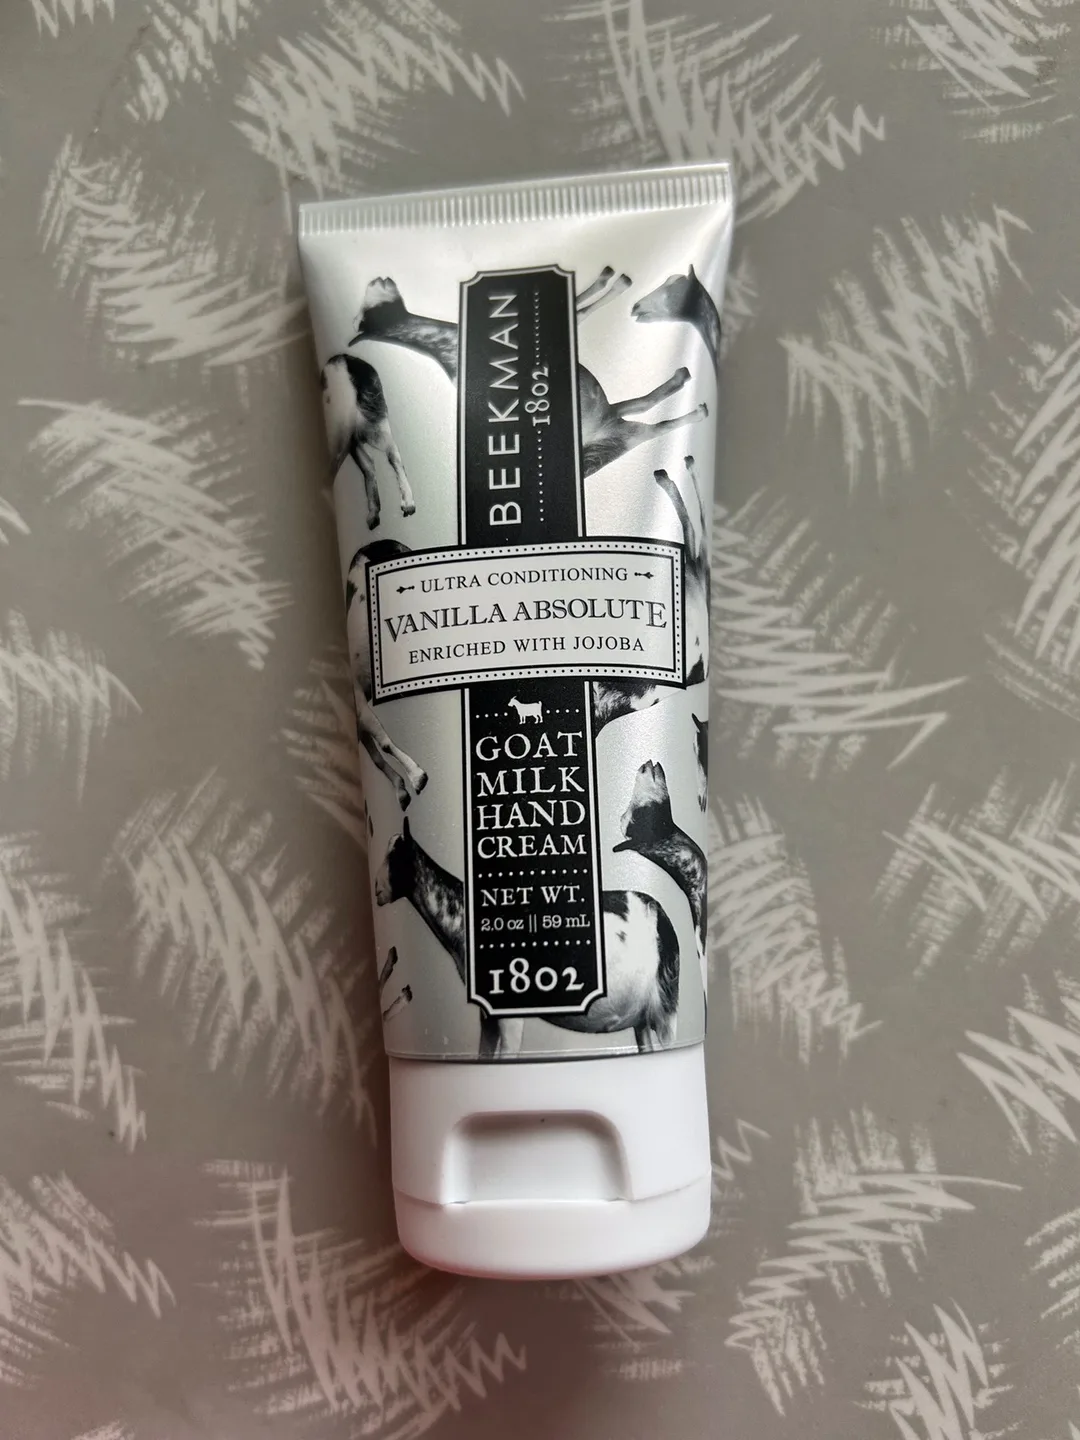 BEEKMAN
1802
ULTRA CONDITIONING
VANILLA ABSOLUTE
ENRICHED WITH JOJOBA
GOAT
MILK
HAND
CREAM
NET WT.
2.0 oz || 59 mL
1802